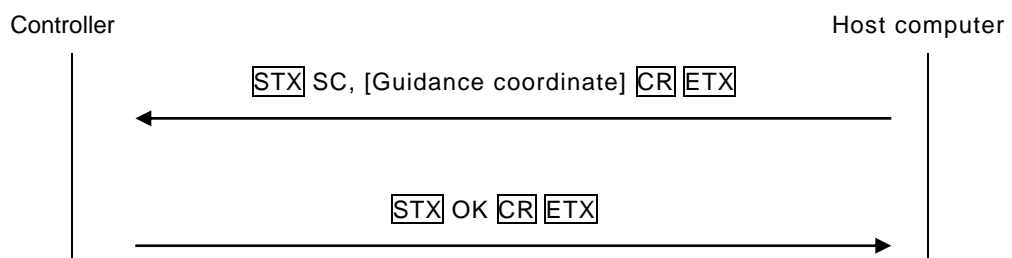 Controller Host computer
STX SC, [Guidance coordinate] CR ETX
STX OK CR ETX